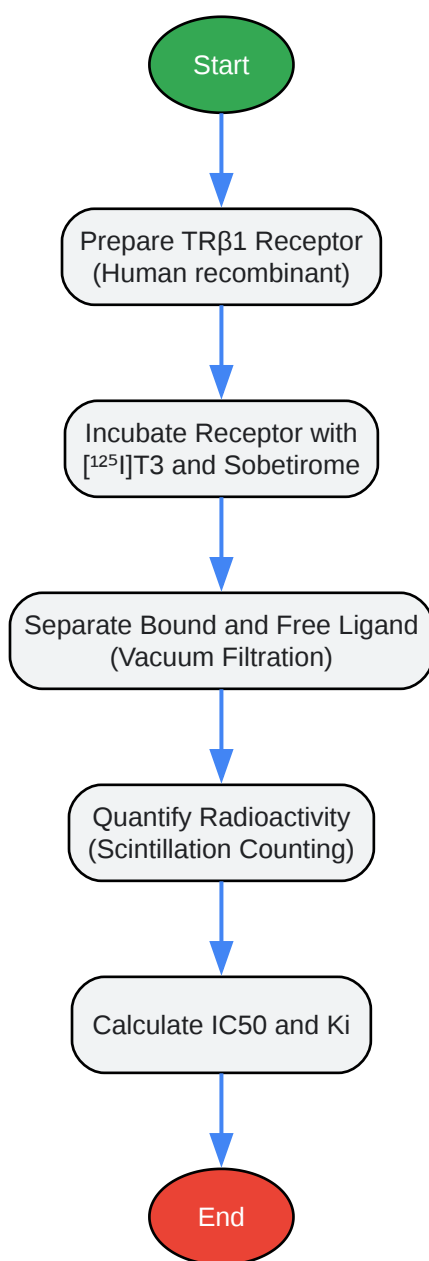 Start
Prepare TRβ1 Receptor
(Human recombinant)
Incubate Receptor with
[¹²⁵I]T3 and Sobetirome
Separate Bound and Free Ligand
(Vacuum Filtration)
Quantify Radioactivity
(Scintillation Counting)
Calculate IC50 and Ki
End